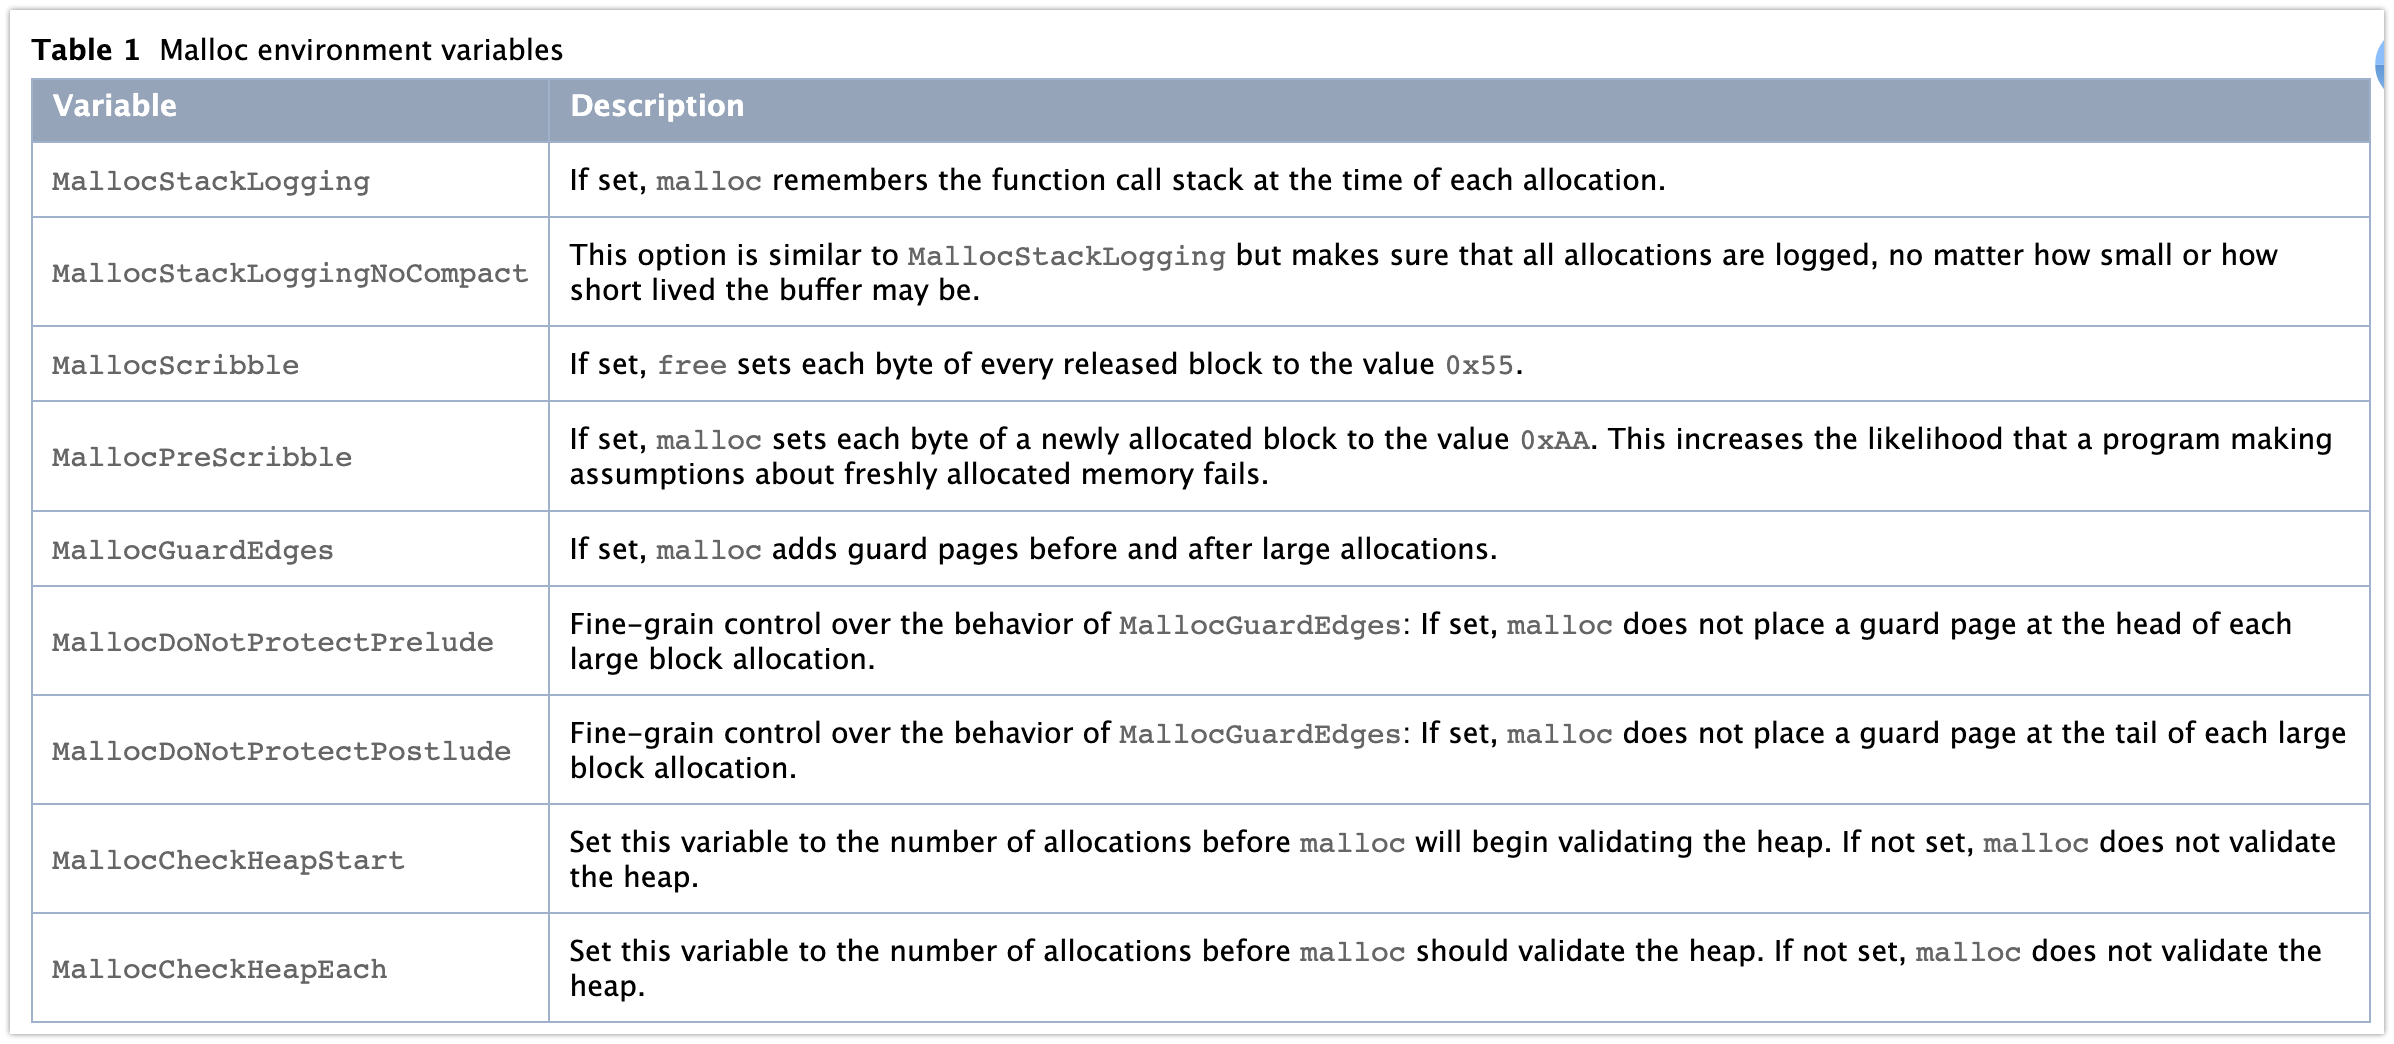 Table 1 Malloc environment variables
Variable Description
MallocStackLogging If set, malloc remembers the function call stack at the time of each allocation.
MallocStackLoggingNoCompact This option is similar to MallocStackLogging but makes sure that all allocations are logged, no matter how small or how
short lived the buffer may be.
MallocScribble If set, free sets each byte of every released block to the value 0x55.
MallocPreScribble If set, malloc sets each byte of a newly allocated block to the value 0xAA. This increases the likelihood that a program making
assumptions about freshly allocated memory fails.
MallocGuardEdges If set, malloc adds guard pages before and after large allocations.
MallocDoNotProtectPrelude Fine-grain control over the behavior of MallocGuardEdges: If set, malloc does not place a guard page at the head of each
large block allocation.
MallocDoNotProtectPostlude Fine-grain control over the behavior of MallocGuardEdges: If set, malloc does not place a guard page at the tail of each large
block allocation.
MallocCheckHeapStart Set this variable to the number of allocations before malloc will begin validating the heap. If not set, malloc does not validate
the heap.
MallocCheckHeapEach Set this variable to the number of allocations before malloc should validate the heap. If not set, malloc does not validate the
heap.